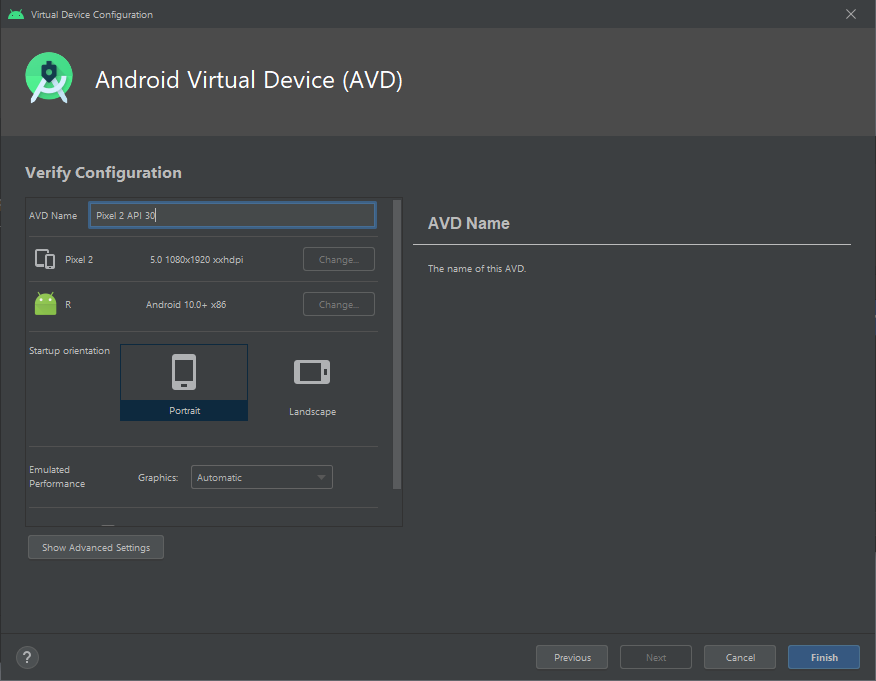 Virtual Device Configuration
Android Virtual Device (AVD)
Verify Configuration
AVD Name
Pixel 2 API 30
Pixel 2
5.0 1080x1920 xxhdpi
Change...
R
Android 10.0+ x86
Change...
Startup orientation
Portrait
Landscape
Emulated
Performance
Graphics:
Automatic
Show Advanced Settings
AVD Name
The name of this AVD.
?
Previous
Next
Cancel
Finish